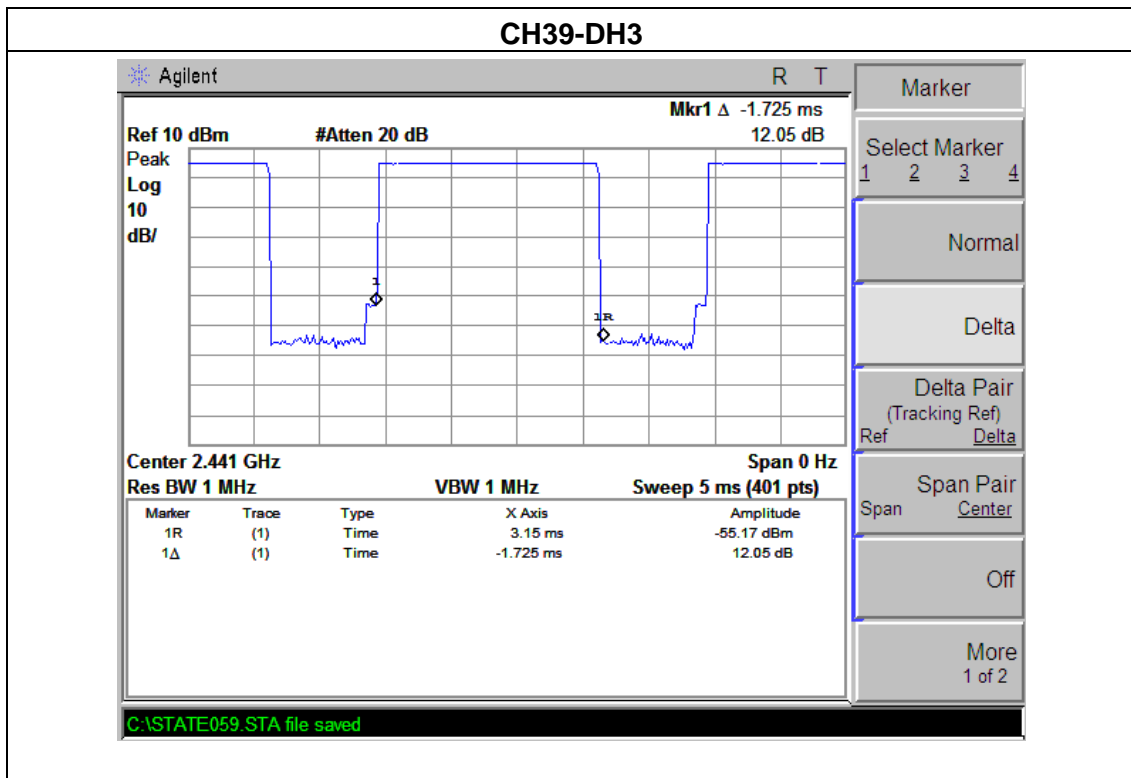 CH39-DH3
Agilent R T
Mkr1 Δ -1.725 ms
Ref 10 dBm #Atten 20 dB 12.05 dB
Peak
Log
10
dB/
1
1R
Center 2.441 GHz Span 0 Hz
Res BW 1 MHz VBW 1 MHz Sweep 5 ms (401 pts)
Marker Trace Type X Axis Amplitude
1R (1) Time 3.15 ms -55.17 dBm
1Δ (1) Time -1.725 ms 12.05 dB
C:\STATE059.STA file saved
Marker
Select Marker
1 2 3 4
Normal
Delta
Delta Pair
(Tracking Ref)
Ref Delta
Span Pair
Span Center
Off
More
1 of 2